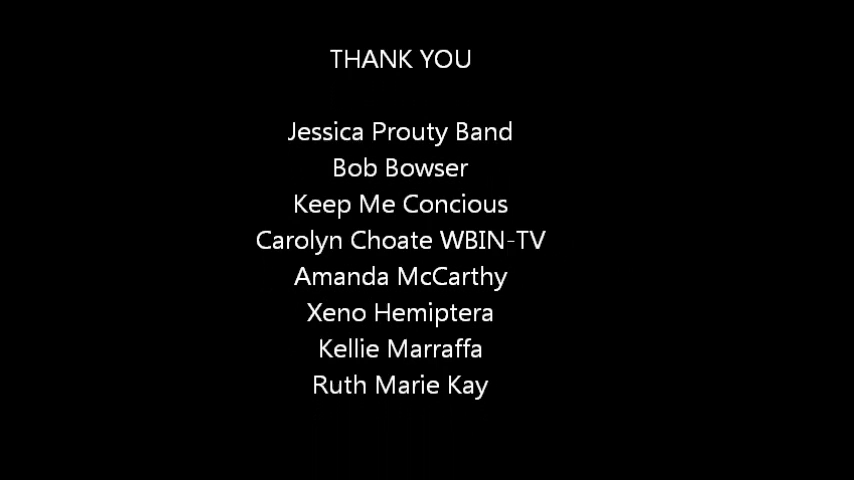 THANK YOU
Jessica Prouty Band
Bob Bowser
Keep Me Concious
Carolyn Choate WBIN-TV
Amanda McCarthy
Xeno Hemiptera
Kellie Marraffa
Ruth Marie Kay